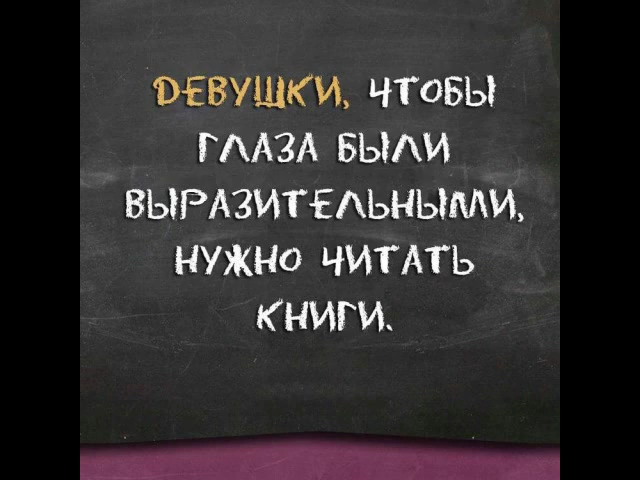 ДЕВУШКИ, ЧТОБЫ
ГЛАЗА БЫЛИ
ВЫРАЗИТЕЛЬНЫМИ,
НУЖНО ЧИТАТЬ
КНИГИ.